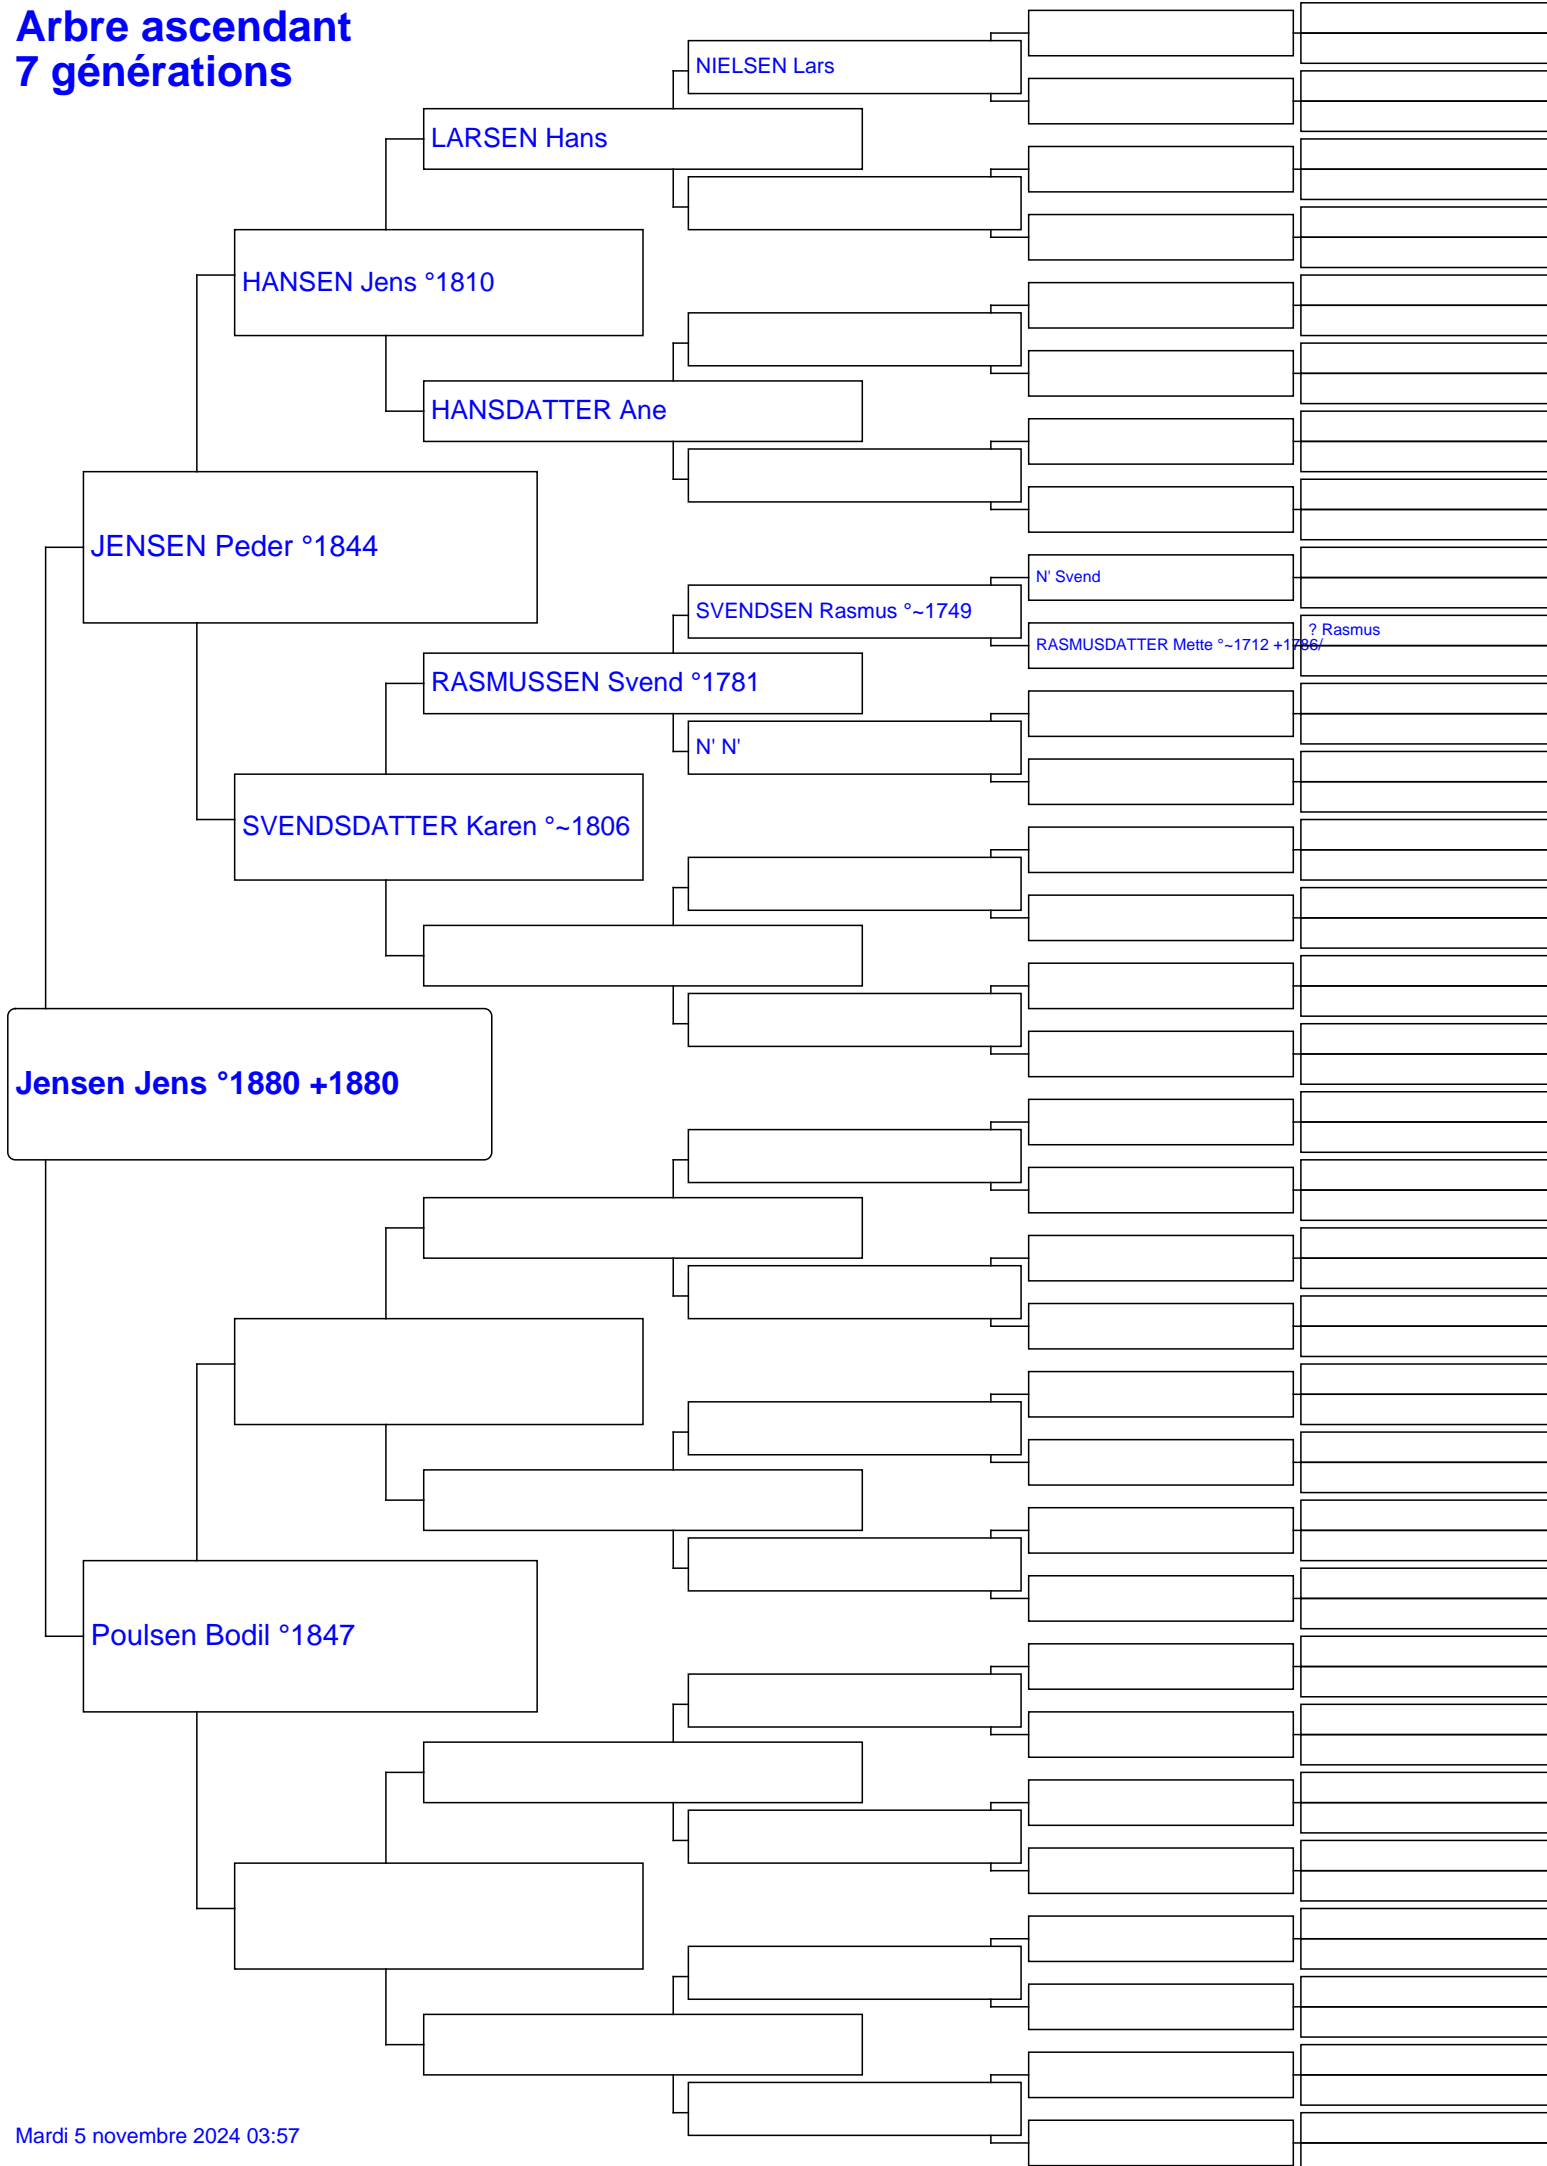 Arbre ascendant
7 générations
NIELSEN Lars
LARSEN Hans
HANSEN Jens °1810
HANSDATTER Ane
JENSEN Peder °1844
N' Svend
SVENDSEN Rasmus °~1749
? Rasmus
RASMUSDATTER Mette °~1712 +1786/
RASMUSSEN Svend °1781
N' N'
SVENDSDATTER Karen °~1806
Jensen Jens °1880 +1880
Poulsen Bodil °1847
Mardi 5 novembre 2024 03:57